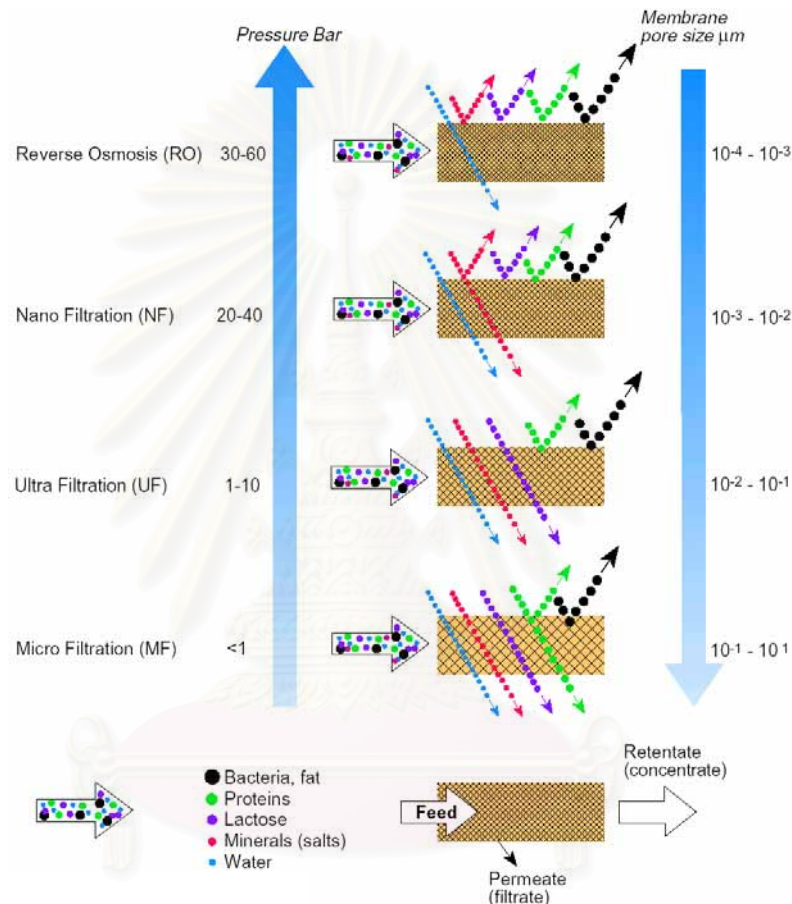 Pressure Bar
Membrane
pore size μm
Reverse Osmosis (RO) 30-60 10-4 - 10-3
Nano Filtration (NF) 20-40 10-3 - 10-2
Ultra Filtration (UF) 1-10 10-2 - 10-1
Micro Filtration (MF) <1 10-1 - 101
Bacteria, fat
Proteins
Lactose
Minerals (salts)
Water
Feed
Retentate
(concentrate)
Permeate
(filtrate)